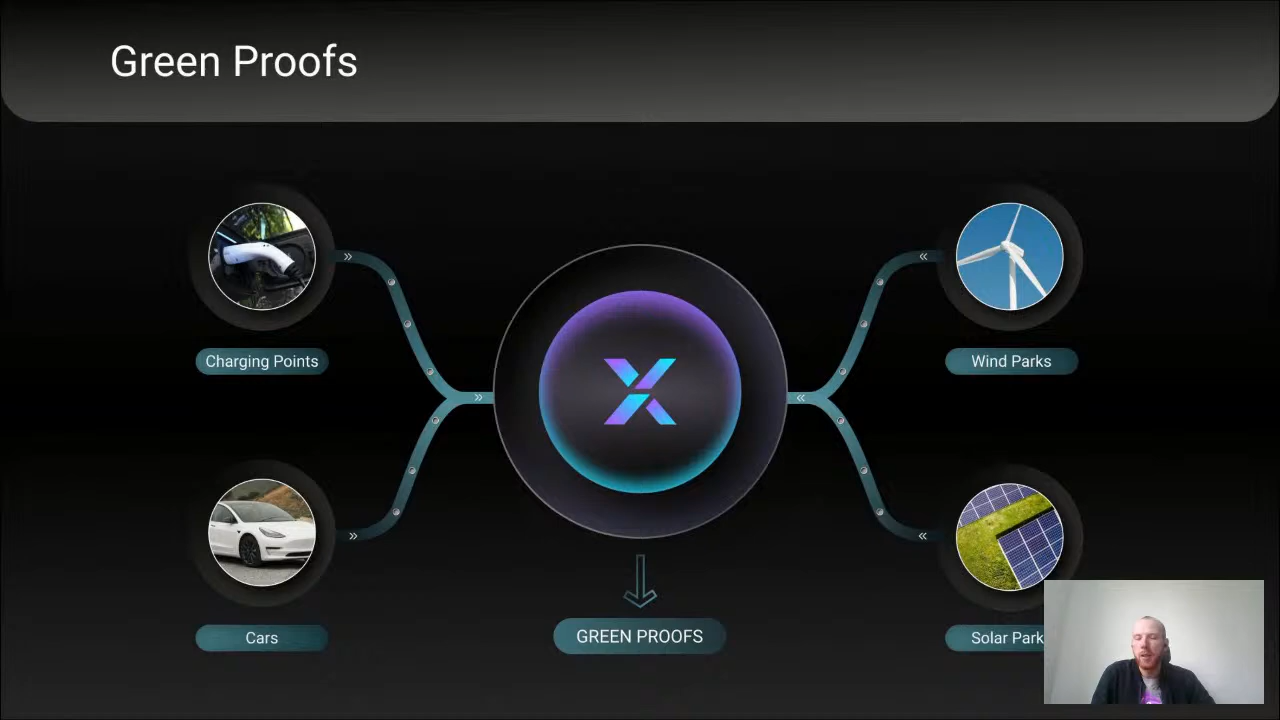 Green Proofs
Charging Points
Wind Parks
Cars
GREEN PROOFS
Solar Park